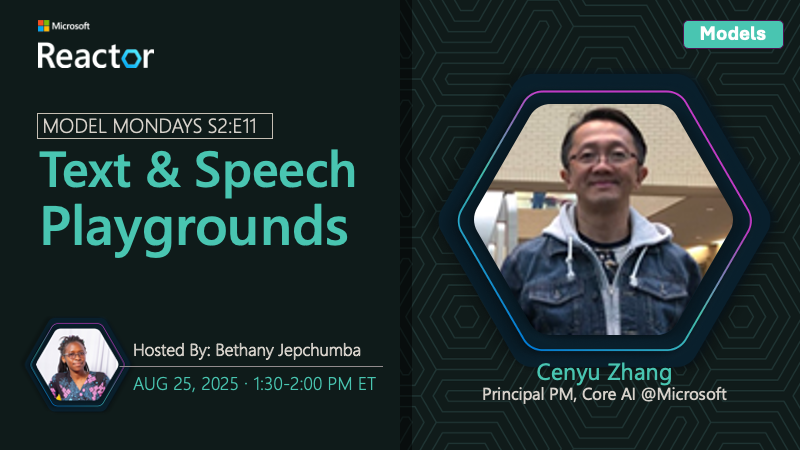 Microsoft
Reactor
MODEL MONDAYS S2:E11
Text & Speech
Playgrounds
Hosted By: Bethany Jepchumba
AUG 25, 2025 · 1:30-2:00 PM ET
Models
Cenyu Zhang
Principal PM, Core AI @Microsoft